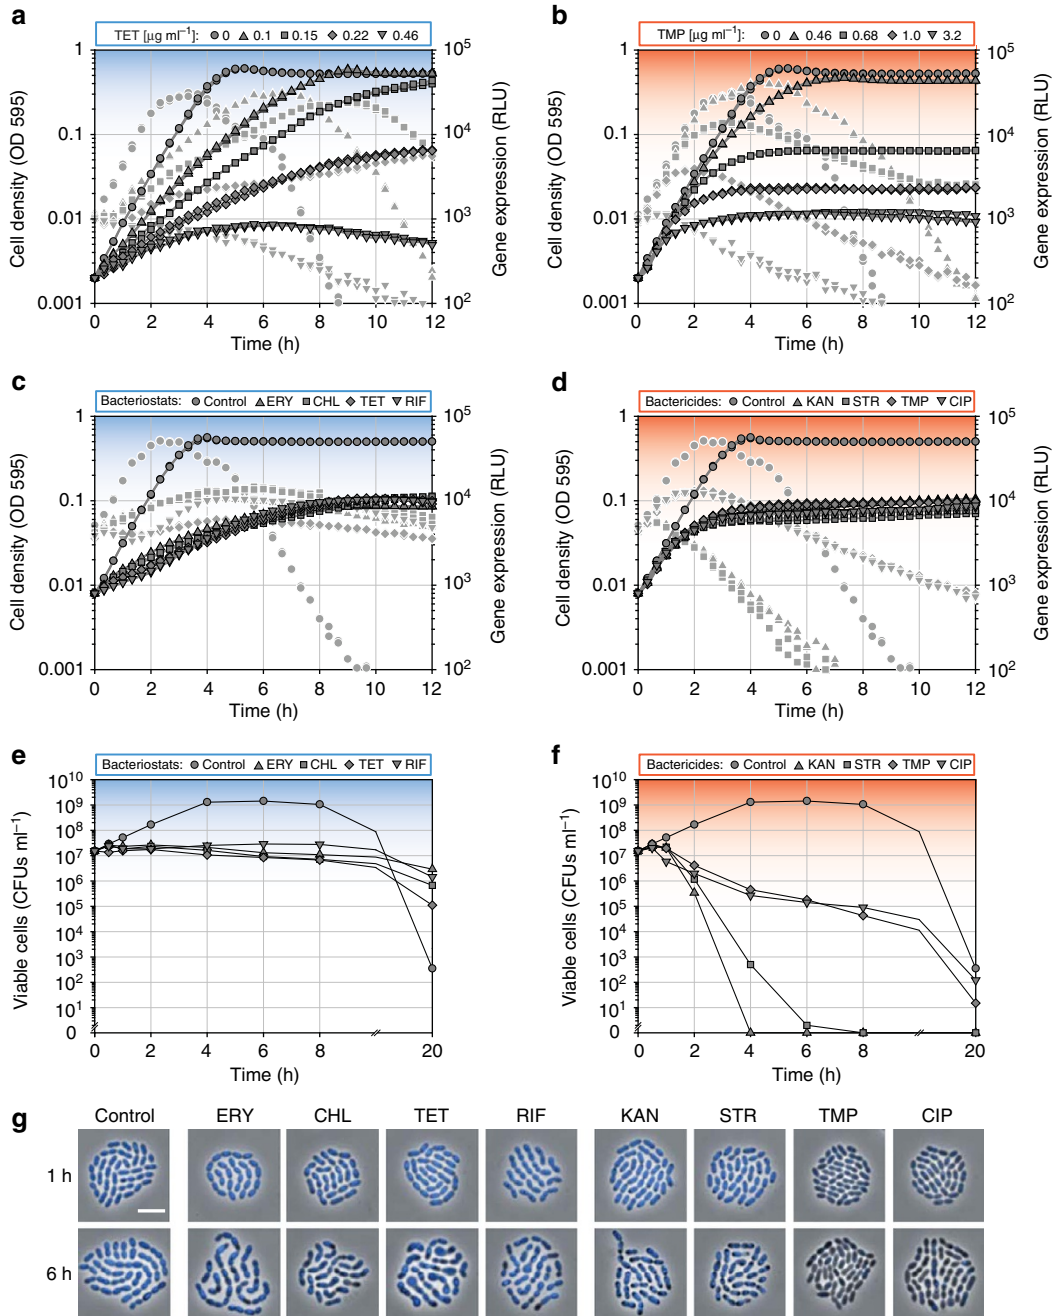 a
TET [μg ml⁻¹]: 0 0.1 0.15 0.22 0.46
Cell density (OD 595)
1
0.1
0.01
0.001
Gene expression (RLU)
10⁵
10⁴
10³
10²
0 2 4 6 8 10 12
Time (h)
b
TMP [μg ml⁻¹]: 0 0.46 0.68 1.0 3.2
Cell density (OD 595)
1
0.1
0.01
0.001
Gene expression (RLU)
10⁵
10⁴
10³
10²
0 2 4 6 8 10 12
Time (h)
c
Bacteriostats: Control ERY CHL TET RIF
Cell density (OD 595)
1
0.1
0.01
0.001
Gene expression (RLU)
10⁵
10⁴
10³
10²
0 2 4 6 8 10 12
Time (h)
d
Bactericides: Control KAN STR TMP CIP
Cell density (OD 595)
1
0.1
0.01
0.001
Gene expression (RLU)
10⁵
10⁴
10³
10²
0 2 4 6 8 10 12
Time (h)
e
Bacteriostats: Control ERY CHL TET RIF
Viable cells (CFUs ml⁻¹)
10¹⁰
10⁹
10⁸
10⁷
10⁶
10⁵
10⁴
10³
10²
10¹
0
0 2 4 6 8 20
Time (h)
f
Bactericides: Control KAN STR TMP CIP
Viable cells (CFUs ml⁻¹)
10¹⁰
10⁹
10⁸
10⁷
10⁶
10⁵
10⁴
10³
10²
10¹
0
0 2 4 6 8 20
Time (h)
g
Control ERY CHL TET RIF KAN STR TMP CIP
1 h
6 h